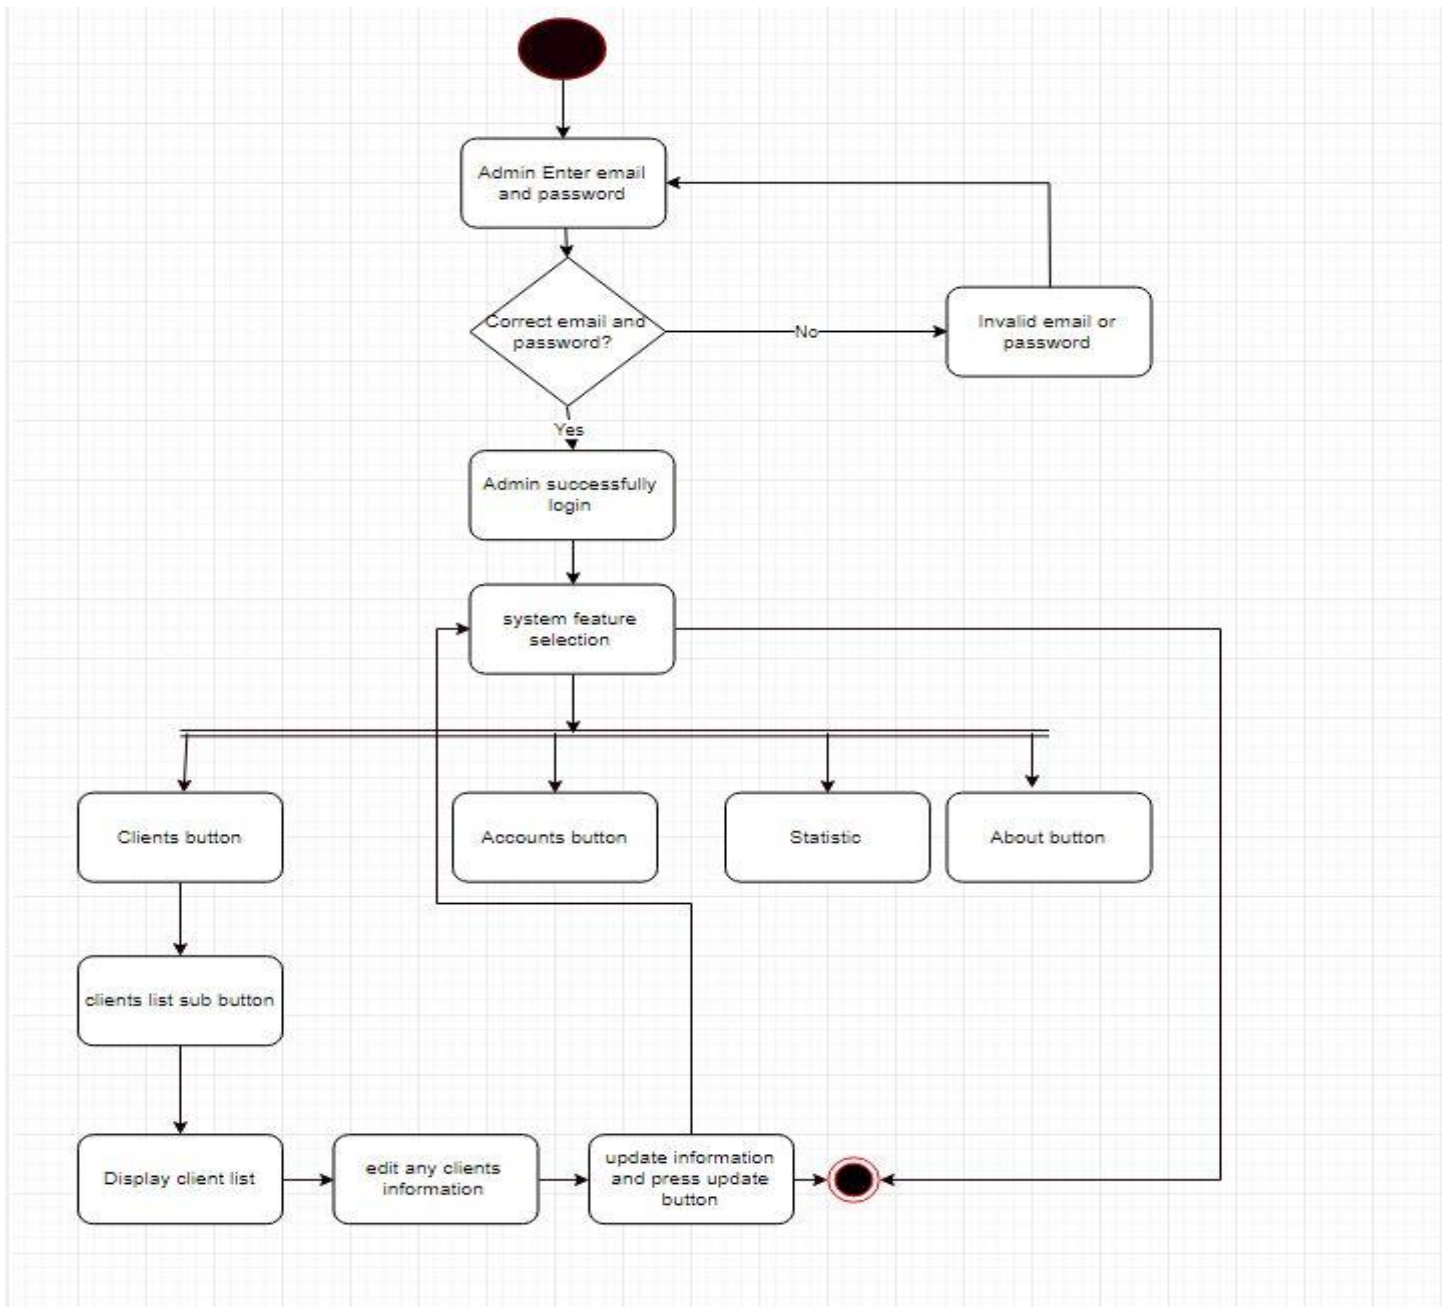 Admin Enter email
and password
Correct email and
password?
No
Invalid email or
password
Yes
Admin successfully
login
system feature
selection
Clients button
Accounts button
Statistic
About button
clients list sub button
Display client list
edit any clients
information
update information
and press update
button